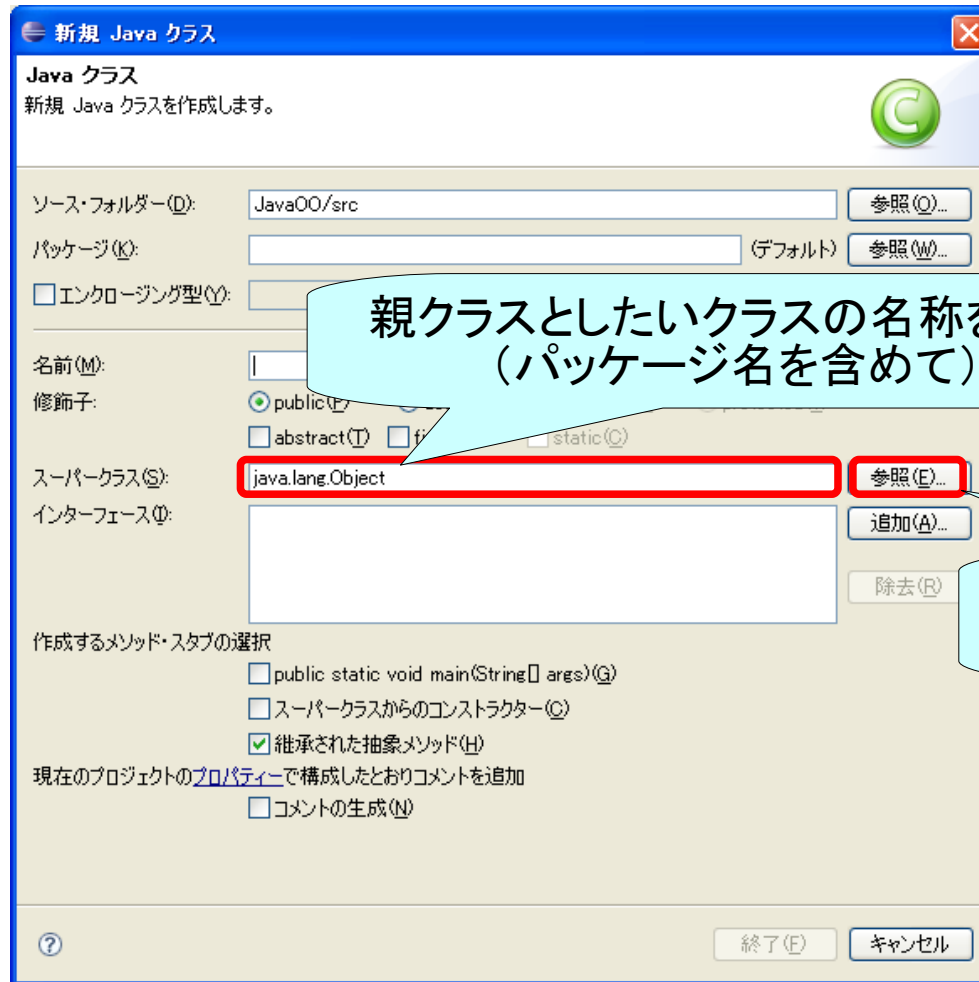 新規 Java クラス
Java クラス
新規 Java クラスを作成します。
ソース・フォルダー(D): JavaOO/src 参照(O)...
パッケージ(K): (デフォルト) 参照(W)...
エンクロージング型(Y):
親クラスとしたいクラスの名称を
(パッケージ名を含めて)
名前(M):
修飾子: public(P)
abstract(T) static(C)
スーパークラス(S): java.lang.Object 参照(E)...
インターフェース(I): 追加(A)...
除去(R)
作成するメソッド・スタブの選択
public static void main(String[] args)(G)
スーパークラスからのコンストラクター(C)
継承された抽象メソッド(H)
現在のプロジェクトのプロパティーで構成したとおりコメントを追加
コメントの生成(N)
終了(F) キャンセル